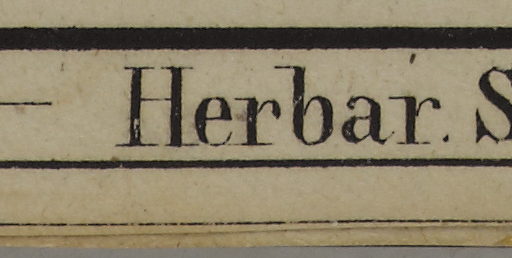 — Herbar. S